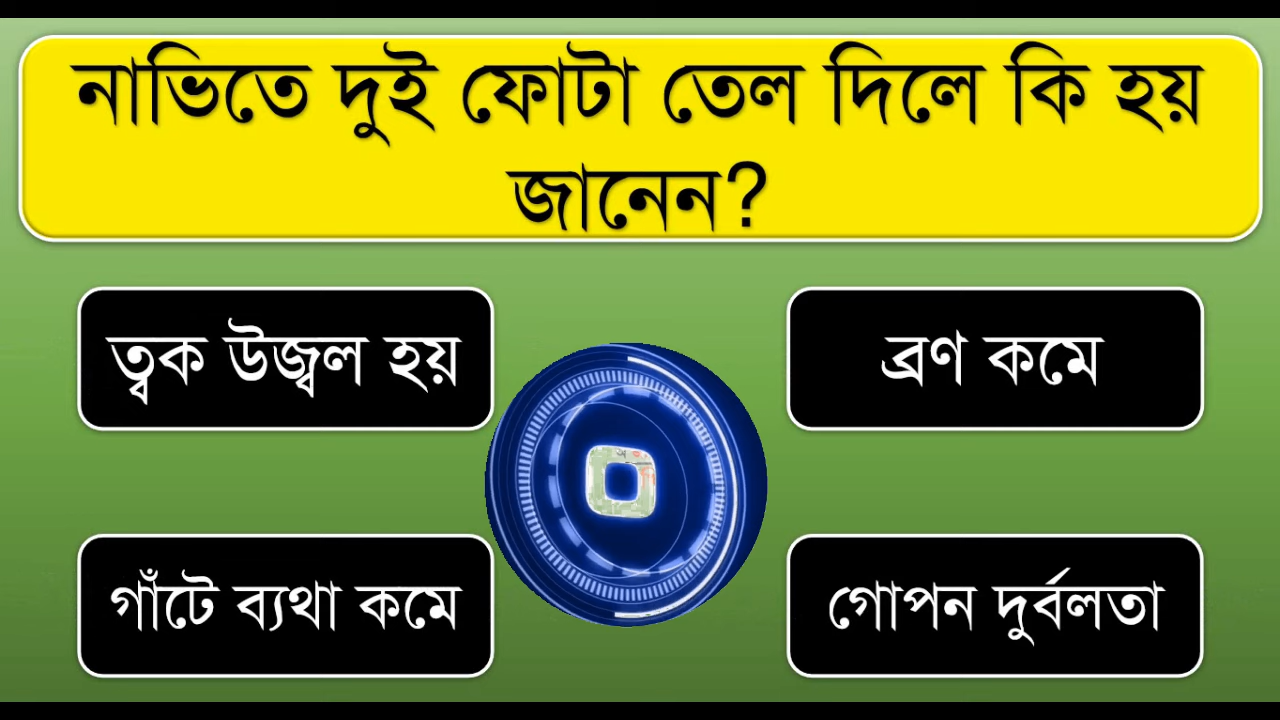 নাভিতে দুই ফোটা তেল দিলে কি হয়
জানেন?
ত্বক উজ্বল হয়
ব্রণ কমে
গাঁটে ব্যথা কমে
গোপন দুর্বলতা